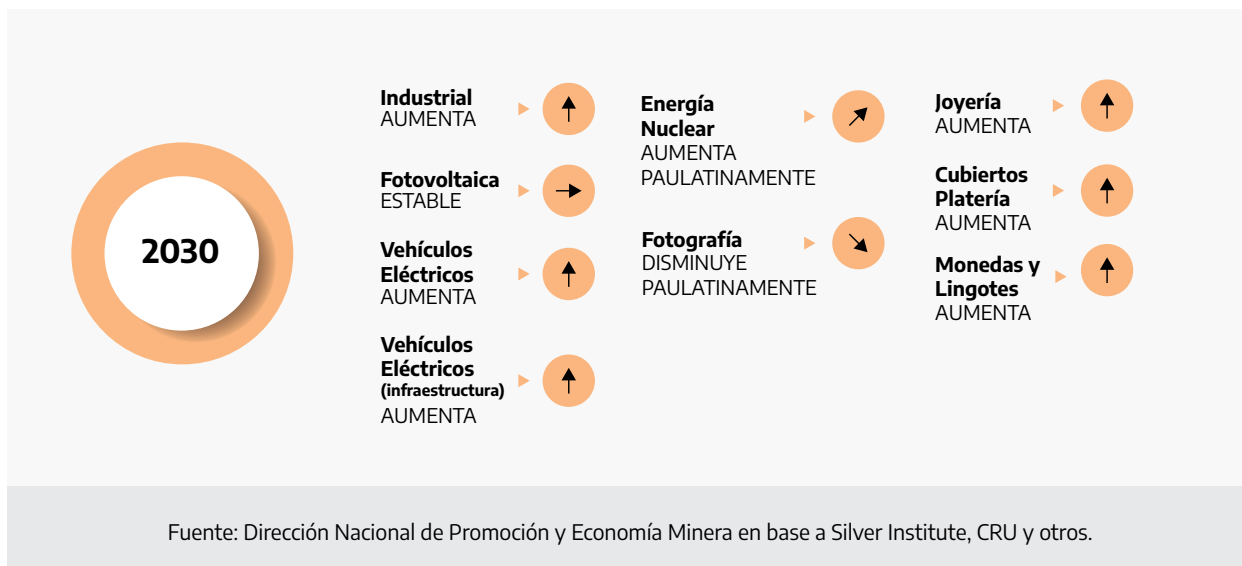 2030
Industrial
AUMENTA
Fotovoltaica
ESTABLE
Vehículos
Eléctricos
AUMENTA
Vehículos
Eléctricos
(infraestructura)
AUMENTA
Energía
Nuclear
AUMENTA
PAULATINAMENTE
Fotografía
DISMINUYE
PAULATINAMENTE
Joyería
AUMENTA
Cubiertos
Platería
AUMENTA
Monedas y
Lingotes
AUMENTA
Fuente: Dirección Nacional de Promoción y Economía Minera en base a Silver Institute, CRU y otros.